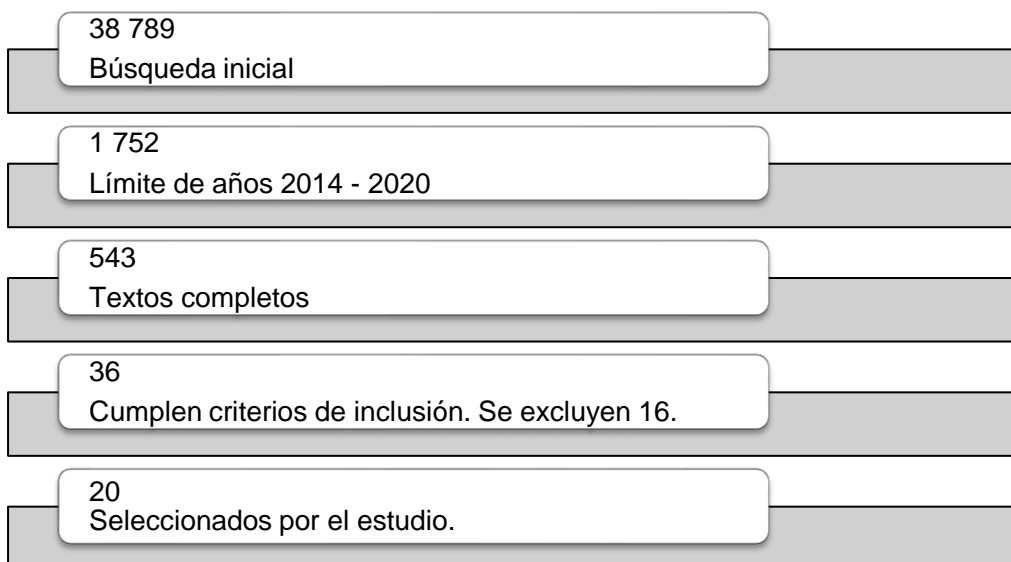 38 789
Búsqueda inicial
1 752
Límite de años 2014 - 2020
543
Textos completos
36
Cumplen criterios de inclusión. Se excluyen 16.
20
Seleccionados por el estudio.